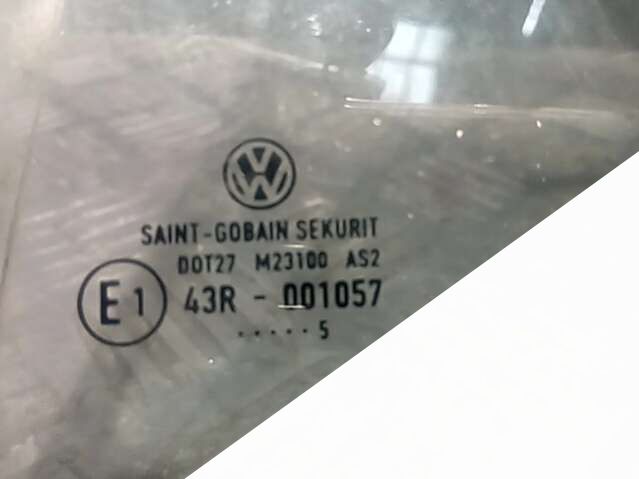 SAINT-GOBAIN SEKURIT
DOT27 M23100 AS2
E1 43R - 001057
..... 5